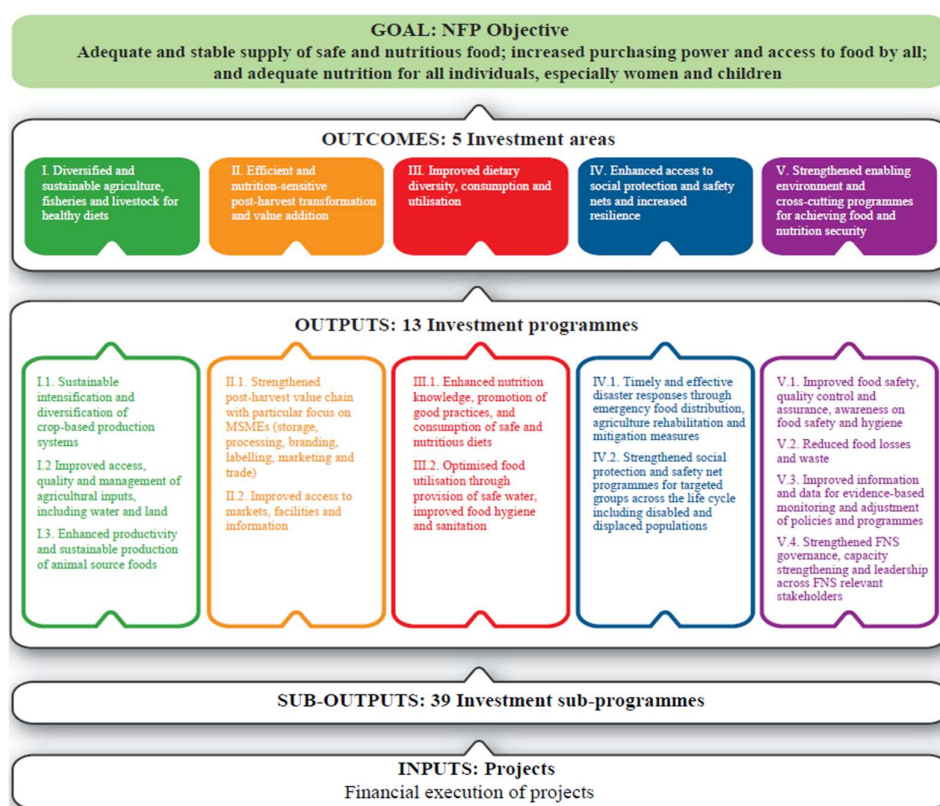 GOAL: NFP Objective
Adequate and stable supply of safe and nutritious food; increased purchasing power and access to food by all;
and adequate nutrition for all individuals, especially women and children
OUTCOMES: 5 Investment areas
I. Diversified and
sustainable agriculture,
fisheries and livestock for
healthy diets
II. Efficient and
nutrition-sensitive
post-harvest transformation
and value addition
III. Improved dietary
diversity, consumption and
utilisation
IV. Enhanced access to
social protection and safety
nets and increased
resilience
V. Strengthened enabling
environment and
cross-cutting programmes
for achieving food and
nutrition security
OUTPUTS: 13 Investment programmes
I.1. Sustainable
intensification and
diversification of
crop-based production
systems
I.2 Improved access,
quality and management of
agricultural inputs,
including water and land
I.3. Enhanced productivity
and sustainable production
of animal source foods
II.1. Strengthened
post-harvest value chain
with particular focus on
MSMEs (storage,
processing, branding,
labelling, marketing and
trade)
II.2. Improved access to
markets, facilities and
information
III.1. Enhanced nutrition
knowledge, promotion of
good practices, and
consumption of safe and
nutritious diets
III.2. Optimised food
utilisation through
provision of safe water,
improved food hygiene
and sanitation
IV.1. Timely and effective
disaster responses through
emergency food distribution,
agriculture rehabilitation and
mitigation measures
IV.2. Strengthened social
protection and safety net
programmes for targeted
groups across the life cycle
including disabled and
displaced populations
V.1. Improved food safety,
quality control and
assurance, awareness on
food safety and hygiene
V.2. Reduced food losses
and waste
V.3. Improved information
and data for evidence-based
monitoring and adjustment
of policies and programmes
V.4. Strengthened FNS
governance, capacity
strengthening and leadership
across FNS relevant
stakeholders
SUB-OUTPUTS: 39 Investment sub-programmes
INPUTS: Projects
Financial execution of projects